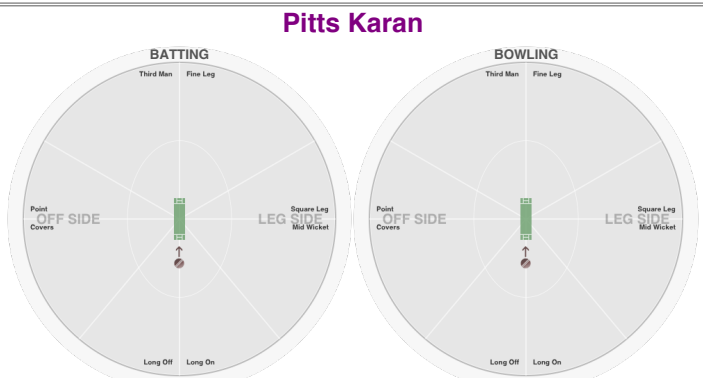 Pitts Karan
BATTING
Third Man Fine Leg
Point
OFF SIDE
Covers
Square Leg
LEG SIDE
Mid Wicket
Long Off Long On
BOWLING
Third Man Fine Leg
Point
OFF SIDE
Covers
Square Leg
LEG SIDE
Mid Wicket
Long Off Long On